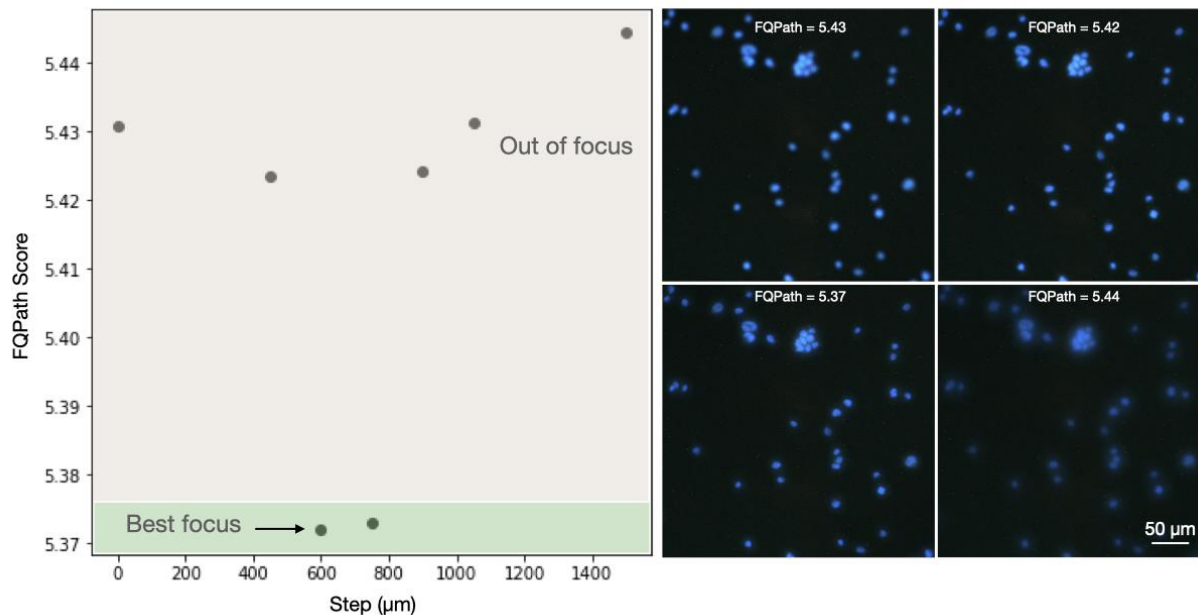 FQPath Score
5.44
5.43
5.42
5.41
5.40
5.39
5.38
5.37
Out of focus
Best focus
0
200
400
600
800
1000
1200
1400
Step (µm)
FQPath = 5.43
FQPath = 5.42
FQPath = 5.37
FQPath = 5.44
50 µm